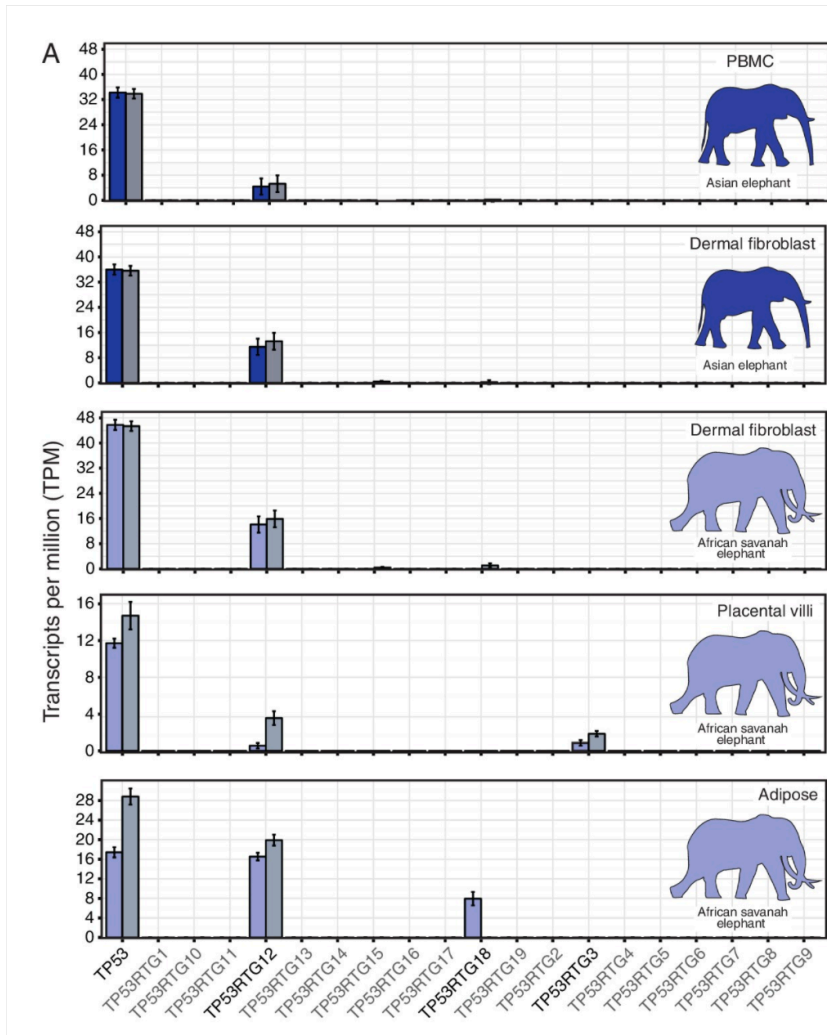 A
PBMC
48
40
32
24
16
8
0
Asian elephant
Dermal fibroblast
48
40
32
24
16
8
0
Asian elephant
Dermal fibroblast
48
40
32
24
16
8
0
African savanah
elephant
Placental villi
16
12
8
4
0
African savanah
elephant
Adipose
28
24
20
16
12
8
4
0
African savanah
elephant
Transcripts per million (TPM)
TP53
TP53RTG1
TP53RTG10
TP53RTG11
TP53RTG12
TP53RTG13
TP53RTG14
TP53RTG15
TP53RTG16
TP53RTG17
TP53RTG18
TP53RTG19
TP53RTG2
TP53RTG3
TP53RTG4
TP53RTG5
TP53RTG6
TP53RTG7
TP53RTG8
TP53RTG9